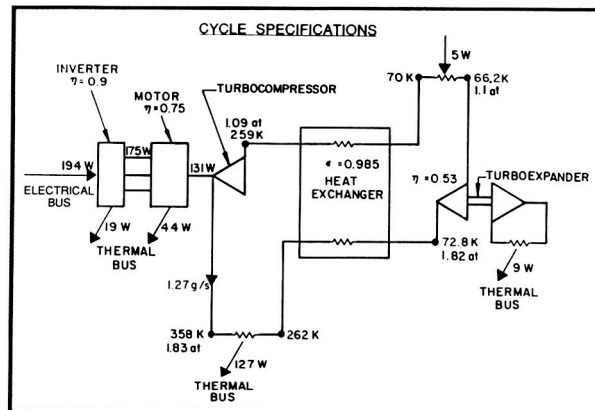 CYCLE SPECIFICATIONS
INVERTER
η=0.9
MOTOR
η=0.75
TURBOCOMPRESSOR
5 W
70 K
66.2K
1.1 at
1.09 at
259K
175W
194 W
131W
ELECTRICAL
BUS
ϵ = 0.985
HEAT
EXCHANGER
η = 0.53
TURBOEXPANDER
19 W
44 W
THERMAL
BUS
72.8 K
1.82 at
9 W
THERMAL
BUS
1.27g/s
358 K
1.83 at
262 K
127 W
THERMAL
BUS